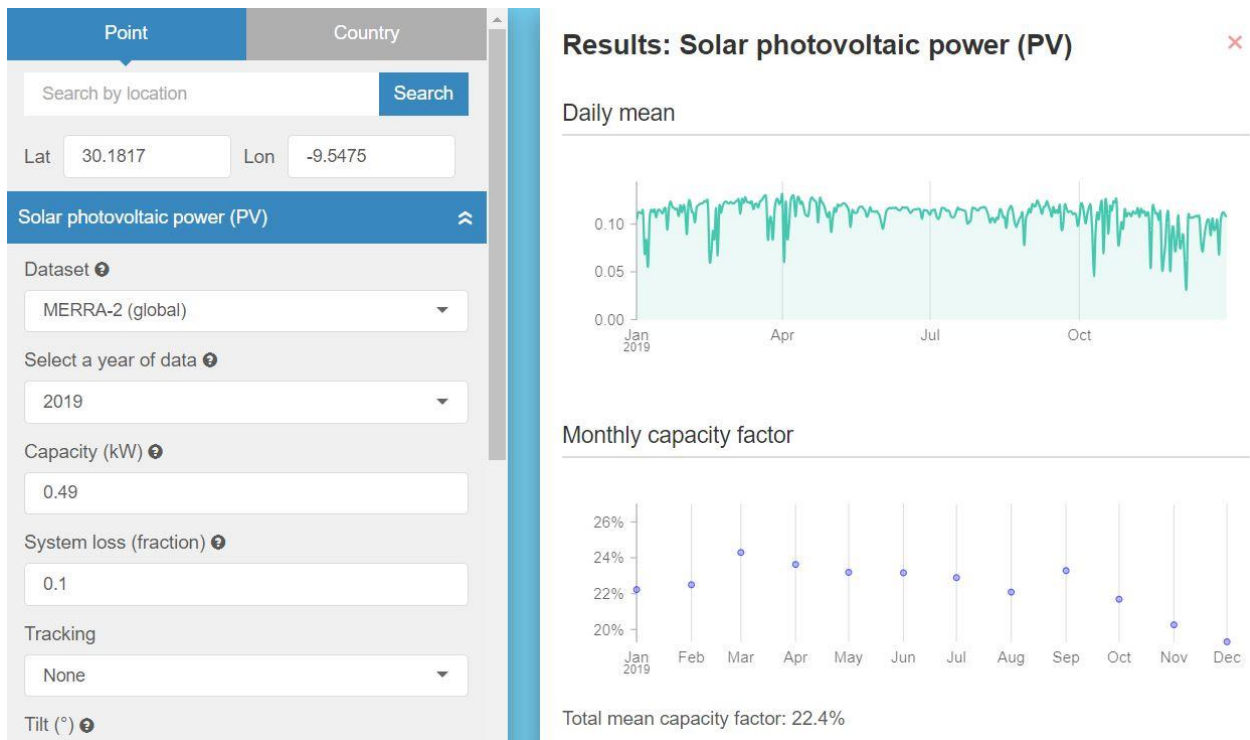 Point
Country
Search by location
Search
Lat
30.1817
Lon
-9.5475
Solar photovoltaic power (PV)
Dataset
MERRA-2 (global)
Select a year of data
2019
Capacity (kW)
0.49
System loss (fraction)
0.1
Tracking
None
Tilt (°)
Results: Solar photovoltaic power (PV)
Daily mean
0.10
0.05
0.00
Jan Apr Jul Oct
2019
Monthly capacity factor
26%
24%
22%
20%
Jan Feb Mar Apr May Jun Jul Aug Sep Oct Nov Dec
2019
Total mean capacity factor: 22.4%